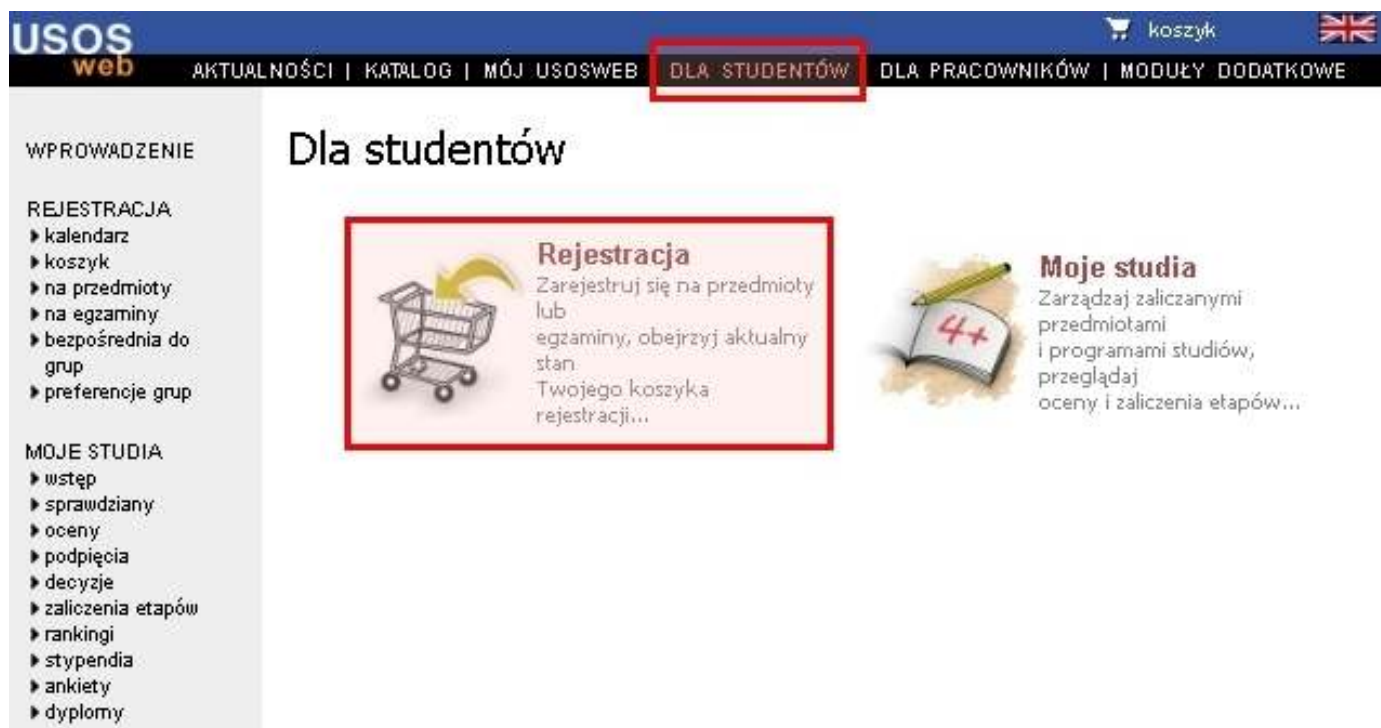 USOS
web
koszyk
AKTUALNOŚCI | KATALOG | MÓJ USOSWEB DLA STUDENTÓW DLA PRACOWNIKÓW | MODUŁY DODATKOWE
WPROWADZENIE
REJESTRACJA
kalendarz
koszyk
na przedmioty
na egzaminy
bezpośrednia do
grup
preferencje grup
MOJE STUDIA
wstęp
sprawdziany
oceny
podpięcia
decyzje
zaliczenia etapów
rankingi
stypendia
ankiety
dyplomy
Dla studentów
Rejestracja
Zarejestruj się na przedmioty
lub
egzaminy, obejrzyj aktualny
stan
Twojego koszyka
rejestracji...
4+
Moje studia
Zarządzaj zaliczanymi
przedmiotami
i programami studiów,
przeglądaj
oceny i zaliczenia etapów...